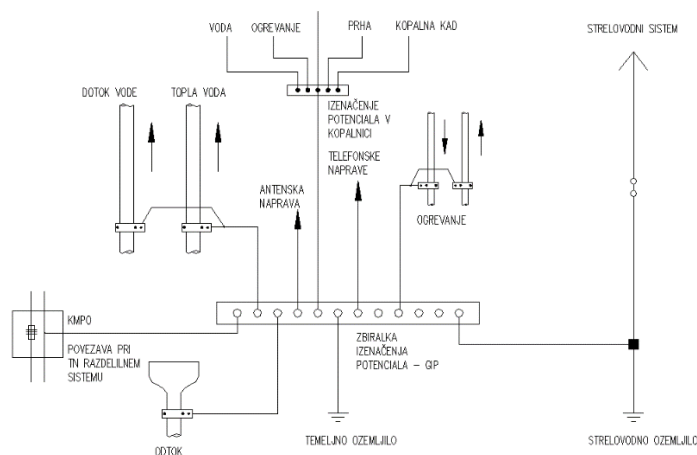 VODA
OGREVANJE
PRHA
KOPALNA KAD
STRELOVODNI SISTEM
DOTOK VODE
TOPLA VODA
IZENAČENJE
POTENCIALA V
KOPALNICI
TELEFONSKE
NAPRAVE
ANTENSKA
NAPRAVA
OGREVANJE
KMPO
POVEZAVA PRI
TN RAZDELILNEM
SISTEMU
ZBIRALKA
IZENAČENJA
POTENCIALA – GIP
ODTOK
TEMELJNO OZEMLJILO
STRELOVODNO OZEMLJILO